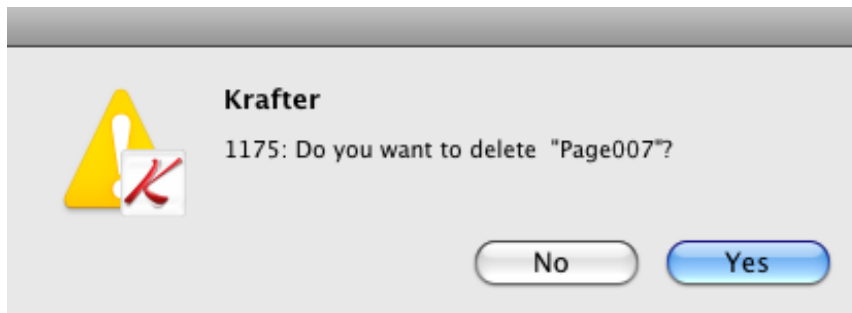 Krafter
1175: Do you want to delete  "Page007"?
No Yes